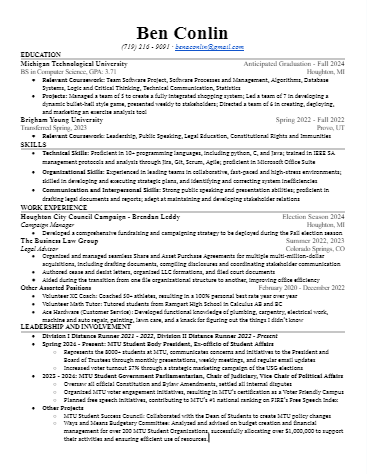 Ben Conlin
(719) 216 - 9091 · benaconlin@gmail.com
EDUCATION
Michigan Technological University Anticipated Graduation - Fall 2024
BS in Computer Science, GPA: 3.71 Houghton, MI
• Relevant Coursework: Team Software Project, Software Processes and Management, Algorithms, Database
Systems, Logic and Critical Thinking, Technical Communication, Statistics
• Projects: Managed a team of 5 to create a fully integrated shopping system; Led a team of 7 in developing a
dynamic bullet-hell style game, presented weekly to stakeholders; Directed a team of 6 in creating, deploying,
and marketing an exercise analysis tool
Brigham Young University Spring 2022 - Fall 2022
Transferred Spring, 2023 Provo, UT
• Relevant Coursework: Leadership, Public Speaking, Legal Education, Constitutional Rights and Immunities
SKILLS
• Technical Skills: Proficient in 10+ programming languages, including python, C, and Java; trained in IEEE SA
management protocols and analysis through Jira, Git, Scrum, Agile; proficient in Microsoft Office Suite
• Organizational Skills: Experienced in leading teams in collaborative, fast-paced and high-stress environments;
skilled in developing and executing strategic plans, and identifying and correcting system inefficiencies
• Communication and Interpersonal Skills: Strong public speaking and presentation abilities; proficient in
drafting legal documents and reports; adept at maintaining and developing stakeholder relationships
WORK EXPERIENCE
Houghton City Council Campaign - Brendan Leddy Election Season 2024
Campaign Manager Houghton, MI
• Developed a comprehensive fundraising and campaigning strategy to be deployed during the Fall election season
The Business Law Group Summer 2022, 2023
Legal Advisor Colorado Springs, CO
• Organized and managed seamless Share and Asset Purchase Agreements for multiple multi-million-dollar
associates, including drafting documents, compiling disclosures and coordinating stakeholder communication
• Authored cease and desist letters, organized LLC formations, and filed court documents
• Aided during the transition from one file organizational structure to another, improving office efficiency
Other Assorted Positions February 2020 - December 2022
• Volunteer XC Coach: Coached 50+ athletes, resulting in a 100% personal best rate year over year
• Volunteer Math Tutor: Tutored students from Rampart High School in Calculus AB and BC
• Ace Hardware (Customer Service): Developed functional knowledge of plumbing, carpentry, electrical work,
machine and auto repair, painting, lawn care, and a knack for figuring out the things I didn't know
LEADERSHIP AND INVOLVEMENT
• Division I Distance Runner 2021 - 2022, Division II Distance Runner 2022 - Present
• Spring 2024 - Present: MTU Student Body President, Ex-officio of Student Affairs
○ Represents the 8000+ students at MTU, communicates concerns and initiatives to the President and
Board of Trustees through monthly presentations, weekly meetings, and regular email updates
○ Increased voter turnout 57% through a strategic marketing campaign of the USG elections
• 2023 - 2024: MTU Student Government Parliamentarian, Chair of Judiciary, Vice Chair of Political Affairs
○ Oversaw all official Constitution and Bylaw Amendments, settled all internal disputes
○ Organized MTU voter engagement initiatives, resulting in MTU's certification as a Voter Friendly Campus
○ Planned free speech initiatives, contributing to MTU's #1 national ranking on FIRE's Free Speech Index
• Other Projects
○ MTU Student Success Council: Collaborated with the Dean of Students to create MTU policy changes
○ Ways and Means Budgetary Committee: Analyzed and advised on budget creation and financial
management for over 200 MTU Student Organizations, successfully allocating over $1,000,000 to support
their activities and ensuring efficient use of resources.